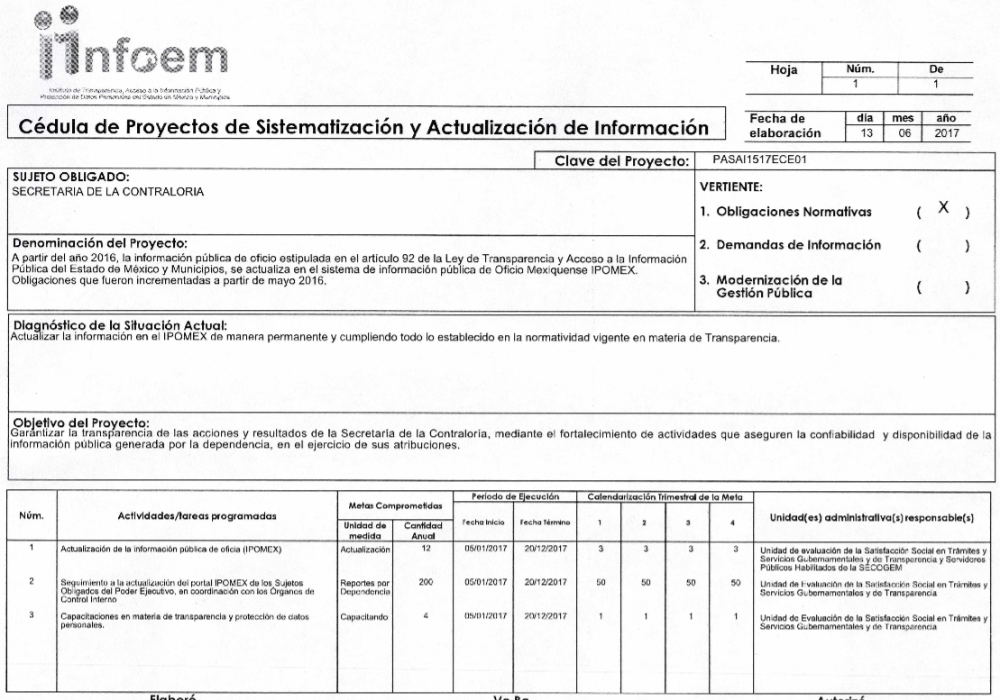 infoem
Instituto de Transparencia, Acceso a la Información Pública y
Protección de Datos Personales del Estado de México y Municipios
Hoja Núm. De
1 1
Cédula de Proyectos de Sistematización y Actualización de Información
Fecha de elaboración día mes año
13 06 2017
Clave del Proyecto: PASAI1517ECE01
SUJETO OBLIGADO:
SECRETARIA DE LA CONTRALORIA
VERTIENTE:
1. Obligaciones Normativas ( X )
2. Demandas de Información ( )
3. Modernización de la
Gestión Pública ( )
Denominación del Proyecto:
A partir del año 2016, la información pública de oficio estipulada en el articulo 92 de la Ley de Transparencia y Acceso a la Información
Pública del Estado de México y Municipios, se actualiza en el sistema de información pública de Oficio Mexiquense IPOMEX.
Obligaciones que fueron incrementadas a partir de mayo 2016.
Diagnóstico de la Situación Actual:
Actualizar la información en el IPOMEX de manera permanente y cumpliendo todo lo establecido en la normatividad vigente en materia de Transparencia.
Objetivo del Proyecto:
Garantizar la transparencia de las acciones y resultados de la Secretaría de la Contraloría, mediante el fortalecimiento de actividades que aseguren la confiabilidad y disponibilidad de la
información pública generada por la dependencia, en el ejercicio de sus atribuciones.
Núm. Actividades/tareas programadas Metas Comprometidas Periodo de Ejecución Calendarización Trimestral de la Meta Unidad(es) administrativa(s) responsable(s)
Unidad de medida Cantidad Anual Fecha Inicio Fecha Término 1 2 3 4
1 Actualización de la información pública de oficia (IPOMEX) Actualización 12 05/01/2017 20/12/2017 3 3 3 3 Unidad de evaluación de la Satisfacción Social en Trámites y
Servicios Gubernamentales y de Transparencia y Servidores
Públicos Habilitados de la SECOGEM
2 Seguimiento a la actualización del portal IPOMEX de los Sujetos
Obligados del Poder Ejecutivo, en coordinación con los Órganos de
Control Interno
Reportes por
Dependencia
200 05/01/2017 20/12/2017 50 50 50 50 Unidad de Evaluación de la Satisfacción Social en Trámites y
Servicios Gubernamentales y de Transparencia
3 Capacitaciones en materia de transparencia y protección de datos
personales.
Capacitando 4 05/01/2017 20/12/2017 1 1 1 1 Unidad de Evaluación de la Satisfacción Social en Trámites y
Servicios Gubernamentales y de Transparencia
Elaboró Vo.Bo. Autorizó